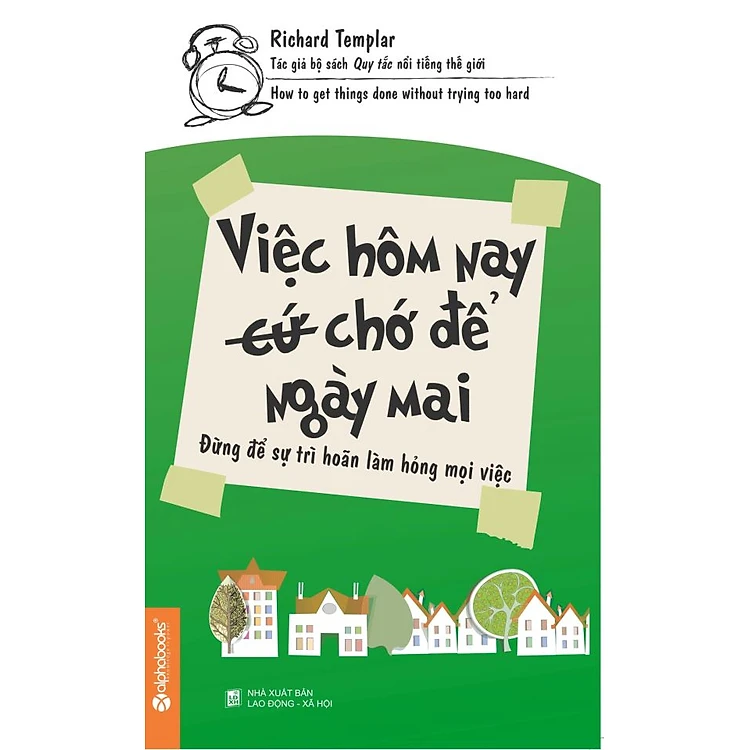 Richard Templar
Tác giả bộ sách Quy tắc nổi tiếng thế giới
How to get things done without trying too hard
Việc hôm nay
cứ chớ để
ngày mai
Đừng để sự trì hoãn làm hỏng mọi việc
alphabooks®
NHÀ XUẤT BẢN
LAO ĐỘNG - XÃ HỘI